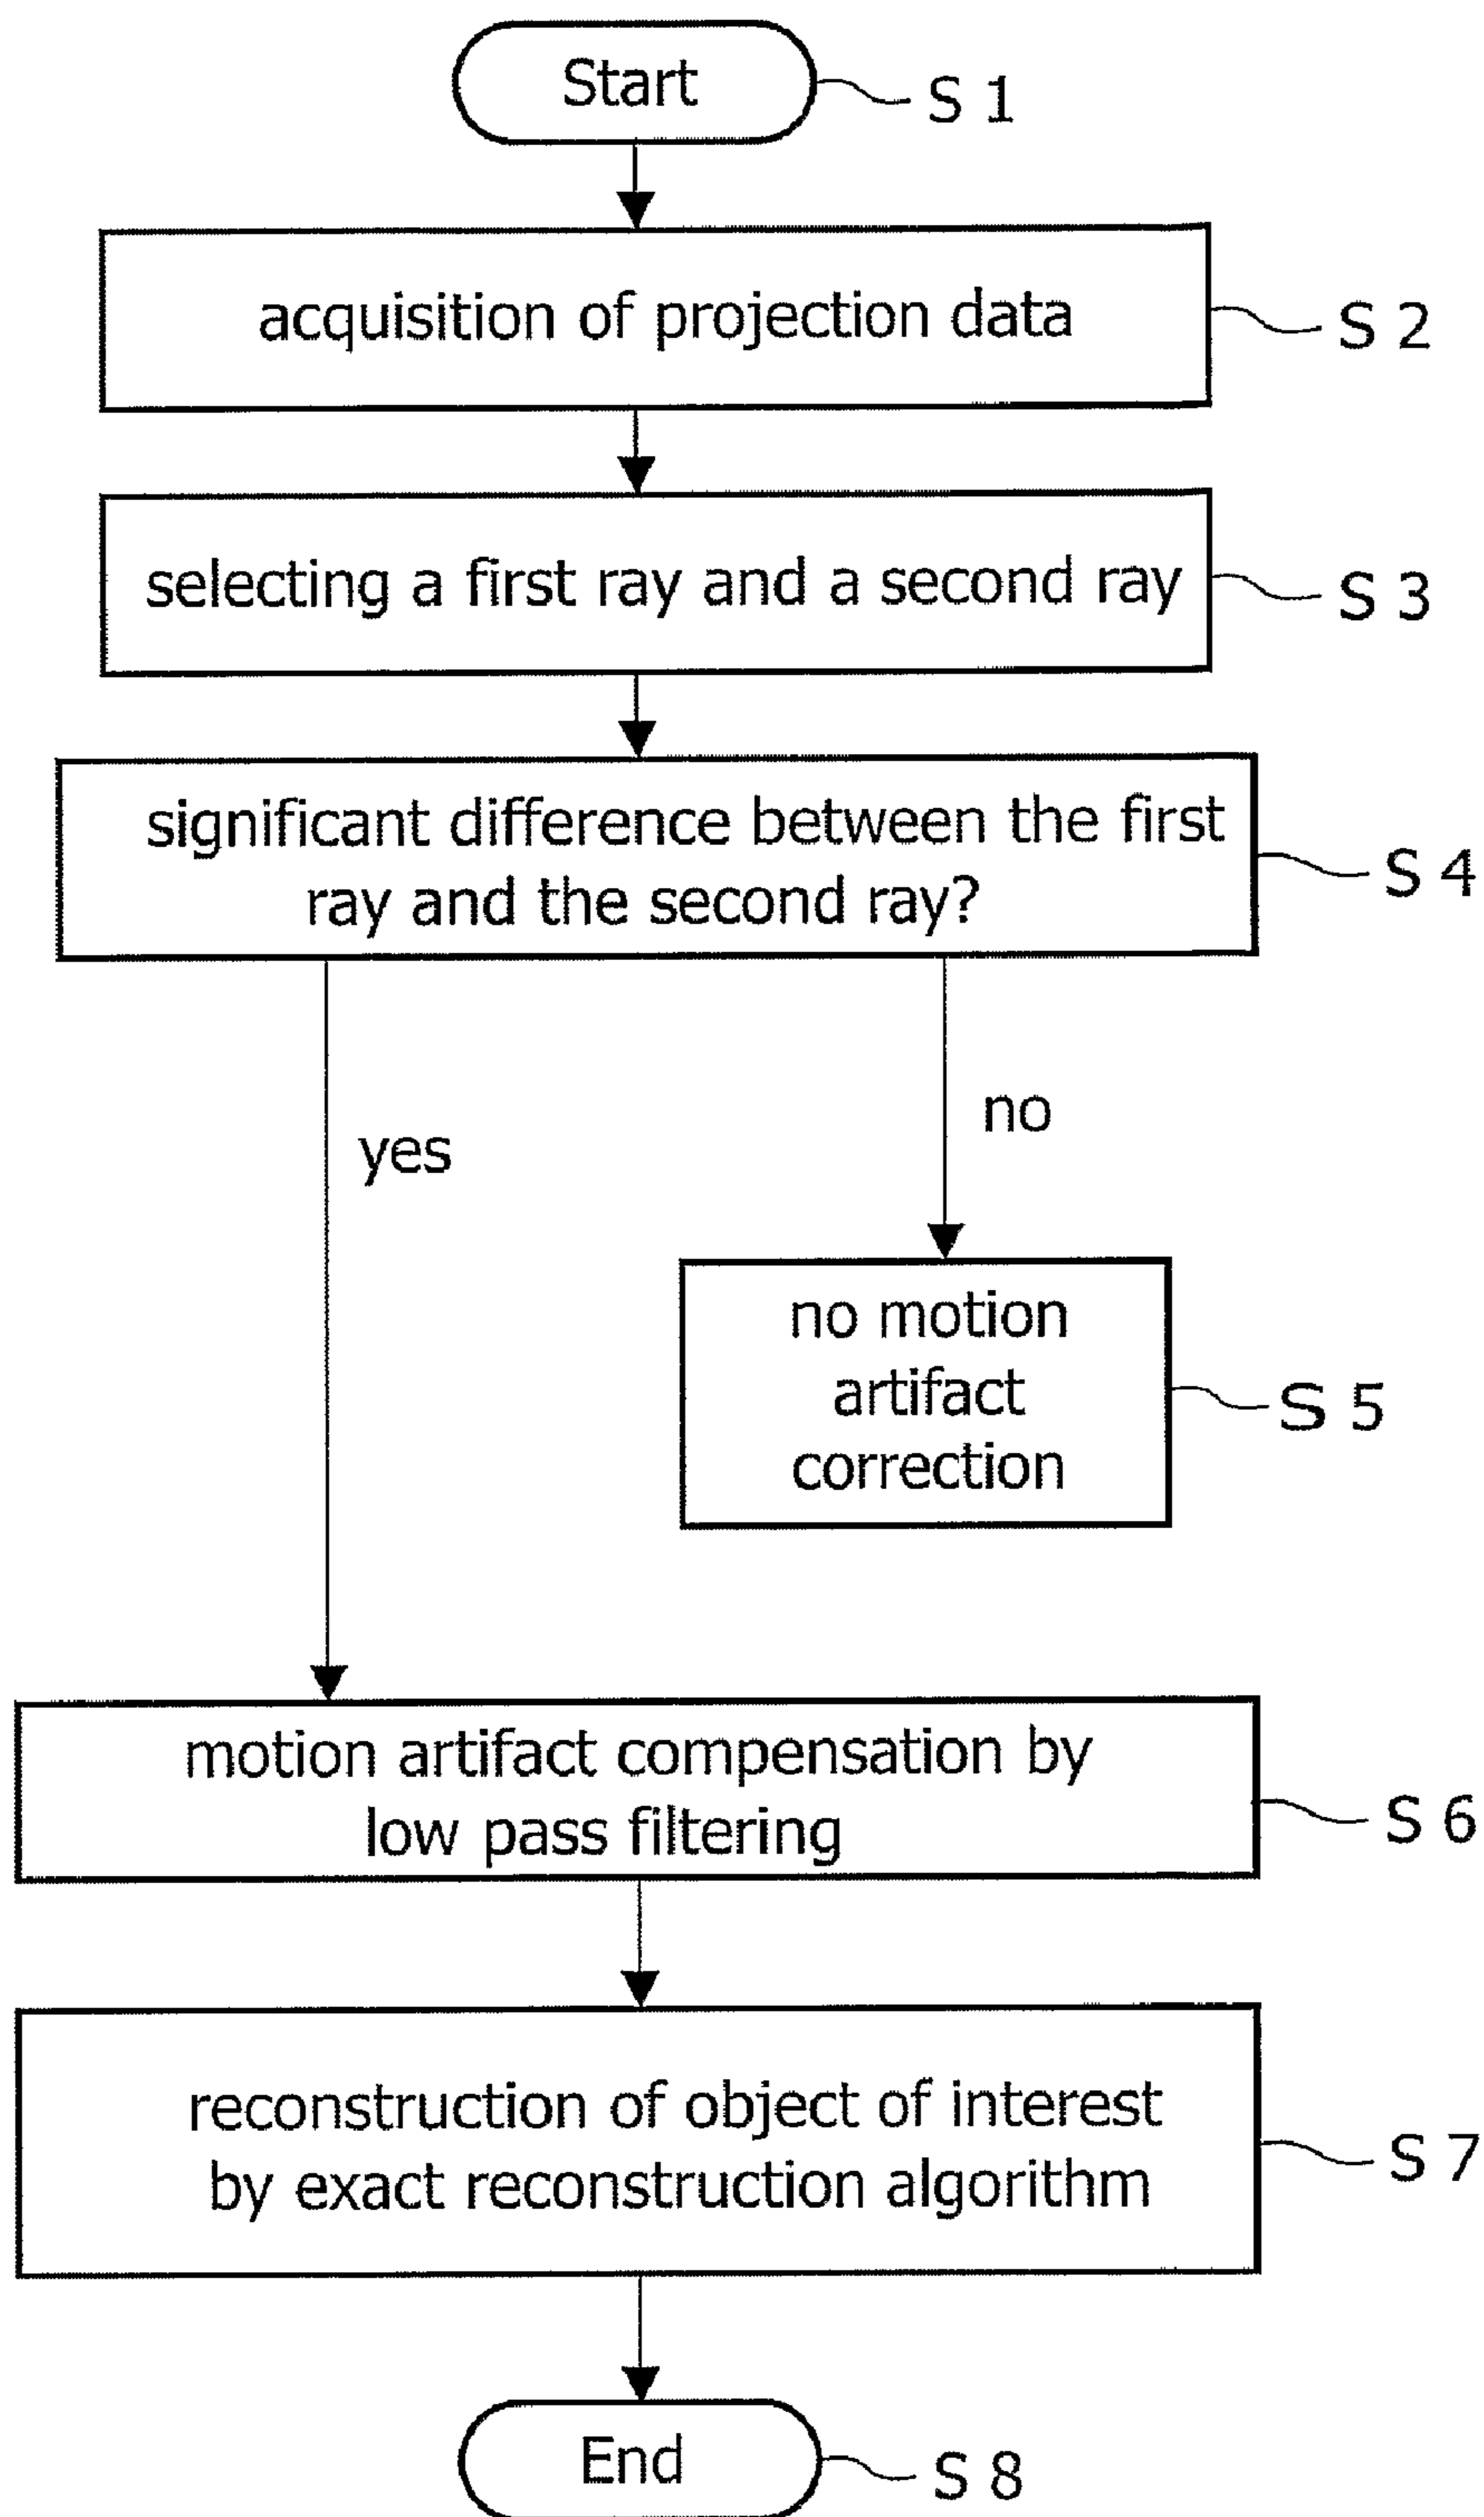 Start
S 1
acquisition of projection data
S 2
selecting a first ray and a second ray
S 3
significant difference between the first
ray and the second ray?
S 4
yes
no
no motion
artifact
correction
S 5
motion artifact compensation by
low pass filtering
S 6
reconstruction of object of interest
by exact reconstruction algorithm
S 7
End
S 8